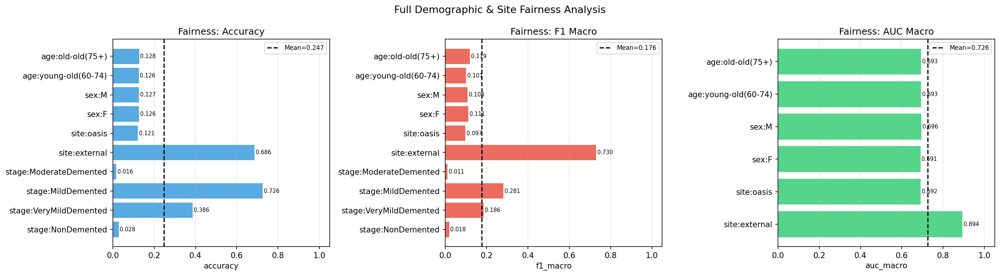 Full Demographic & Site Fairness Analysis
Fairness: Accuracy
Mean=0.247
age:old-old(75+)
0.128
age:young-old(60-74)
0.126
sex:M
0.127
sex:F
0.126
site:oasis
0.121
site:external
0.686
stage:ModerateDemented
0.016
stage:MildDemented
0.726
stage:VeryMildDemented
0.386
stage:NonDemented
0.028
0.0 0.2 0.4 0.6 0.8 1.0
accuracy
Fairness: F1 Macro
Mean=0.176
age:old-old(75+)
0.119
age:young-old(60-74)
0.101
sex:M
0.108
sex:F
0.111
site:oasis
0.097
site:external
0.730
stage:ModerateDemented
0.011
stage:MildDemented
0.281
stage:VeryMildDemented
0.186
stage:NonDemented
0.018
0.0 0.2 0.4 0.6 0.8 1.0
f1_macro
Fairness: AUC Macro
Mean=0.726
age:old-old(75+)
0.693
age:young-old(60-74)
0.693
sex:M
0.696
sex:F
0.691
site:oasis
0.692
site:external
0.894
0.0 0.2 0.4 0.6 0.8 1.0
auc_macro